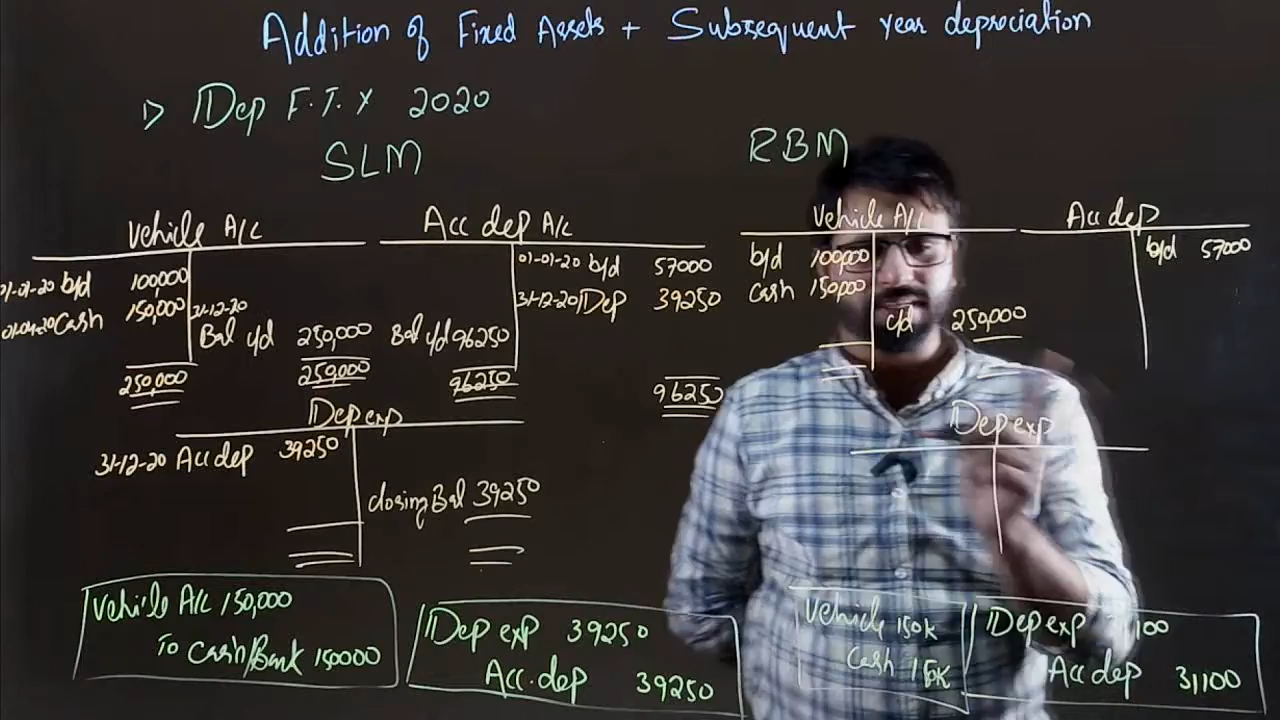 Addition of Fixed Assets + Subsequent year depreciation
1> Dep F.T.Y 2020
SLM
RBM
Vehicle A/c
Acc dep A/c
Vehicle A/c
Acc dep
01-01-20 b/d 100000
01-01-20 b/d 57000
b/d 100,000
b/d 57000
01-04-20 Cash 150,000
31-12-20 Dep 39250
Cash 150,000
31-12-20
Bal c/d 250,000
Bal c/d 96250
c/d 250,000
250,000
250,000
96250
96250
Dep exp
Dep exp
31-12-20 Acc dep 39250
closing Bal 39250
Vehicle A/c 150,000
To Cash/Bank 150000
Dep exp 39250
Acc.dep 39250
Vehicle 150K
Cash 150K
Dep exp 100
Acc dep 31100